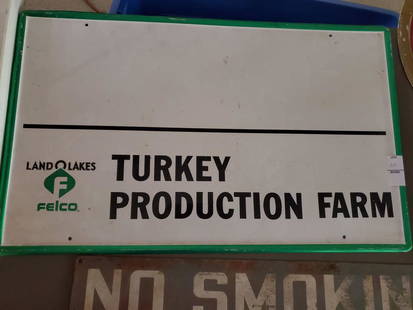 LAND O LAKES
FELCO
TURKEY
PRODUCTION FARM
NO SMOKIN